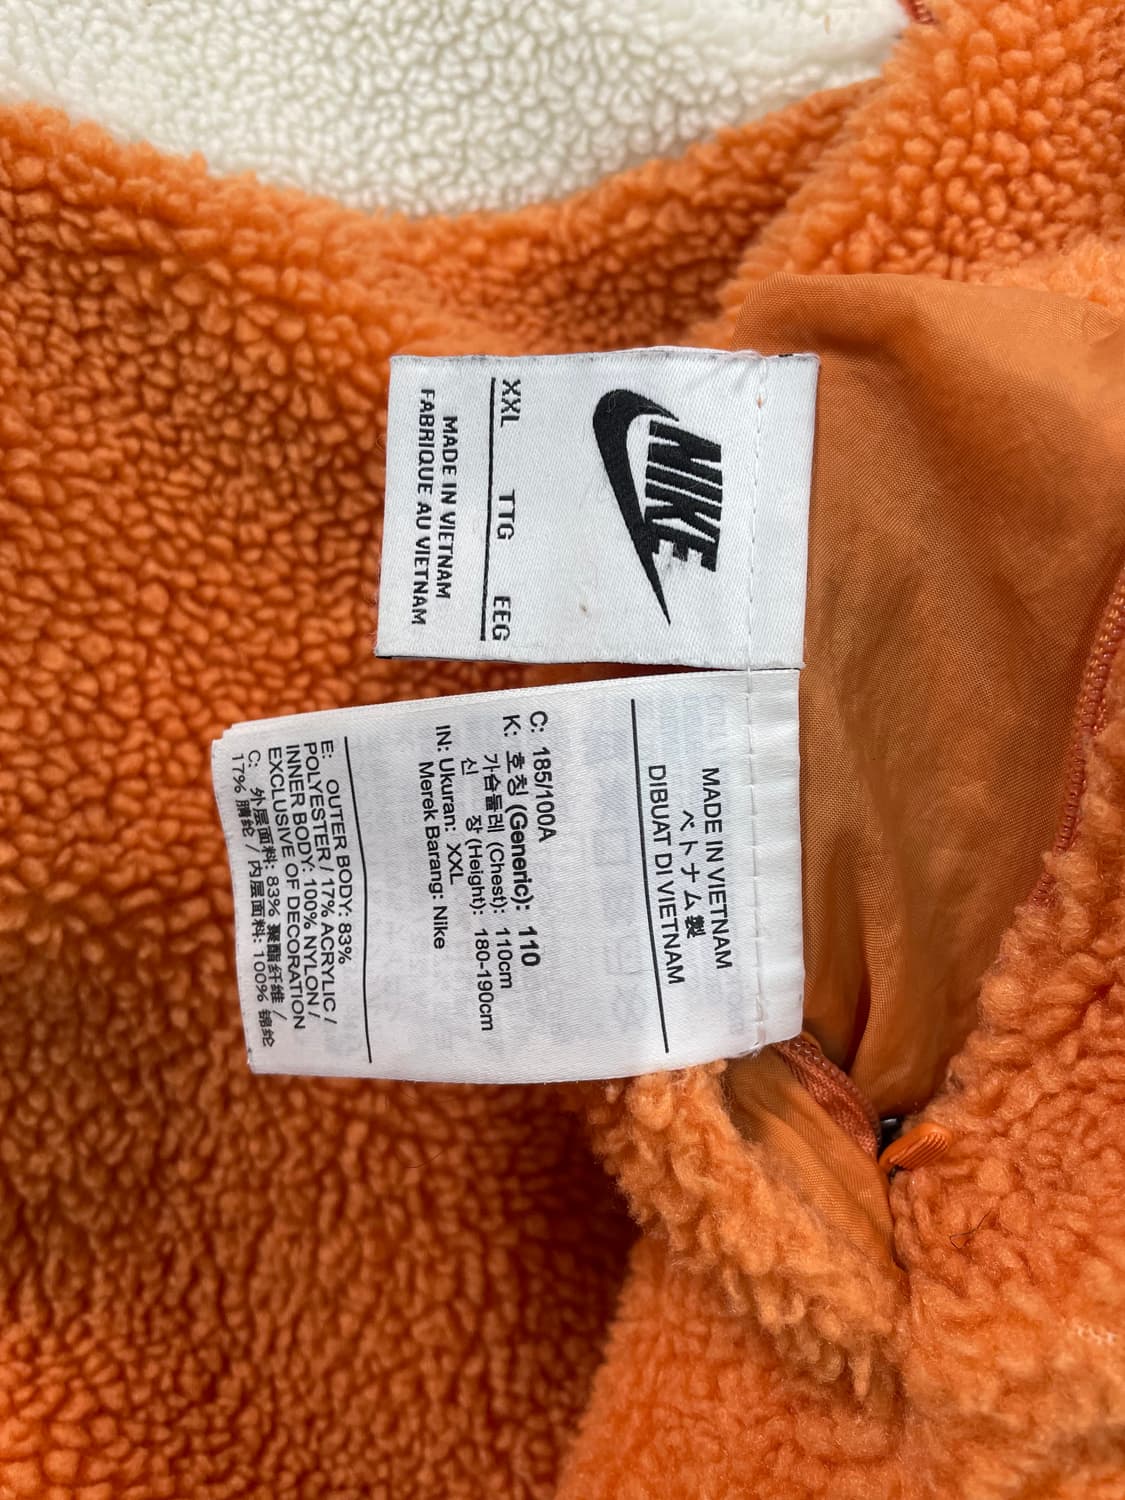 NIKE
XXL TTG EEG
MADE IN VIETNAM
FABRIQUE AU VIETNAM
MADE IN VIETNAM
ベトナム製
DIBUAT DI VIETNAM
C: 185/100A
K: 호칭 (Generic): 110
가슴둘레 (Chest): 110cm
신 장 (Height): 180-190cm
IN: Ukuran: XXL
Merek Barang: Nike
E: OUTER BODY: 83%
POLYESTER / 17% ACRYLIC /
INNER BODY: 100% NYLON /
EXCLUSIVE OF DECORATION
C: 外层面料: 83% 聚酯纤维 /
17% 腈纶 / 内层面料: 100% 锦纶